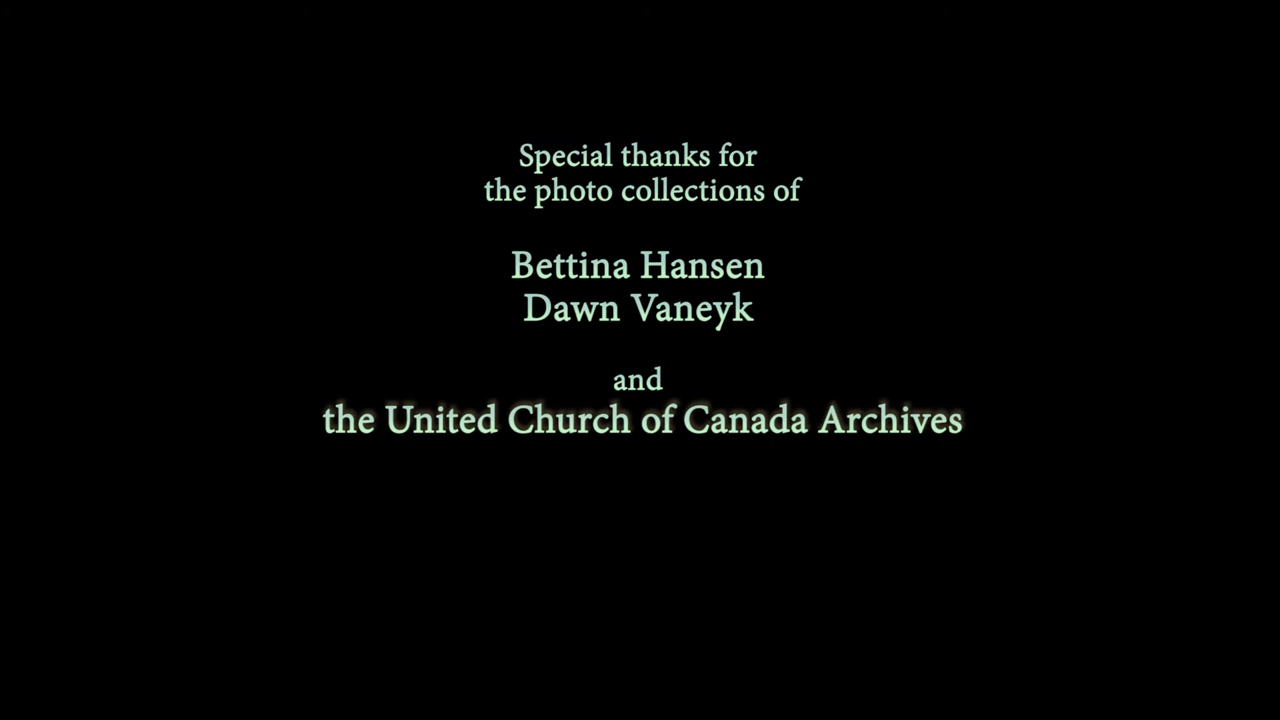 Special thanks for
the photo collections of
Bettina Hansen
Dawn Vaneyk
and
the United Church of Canada Archives